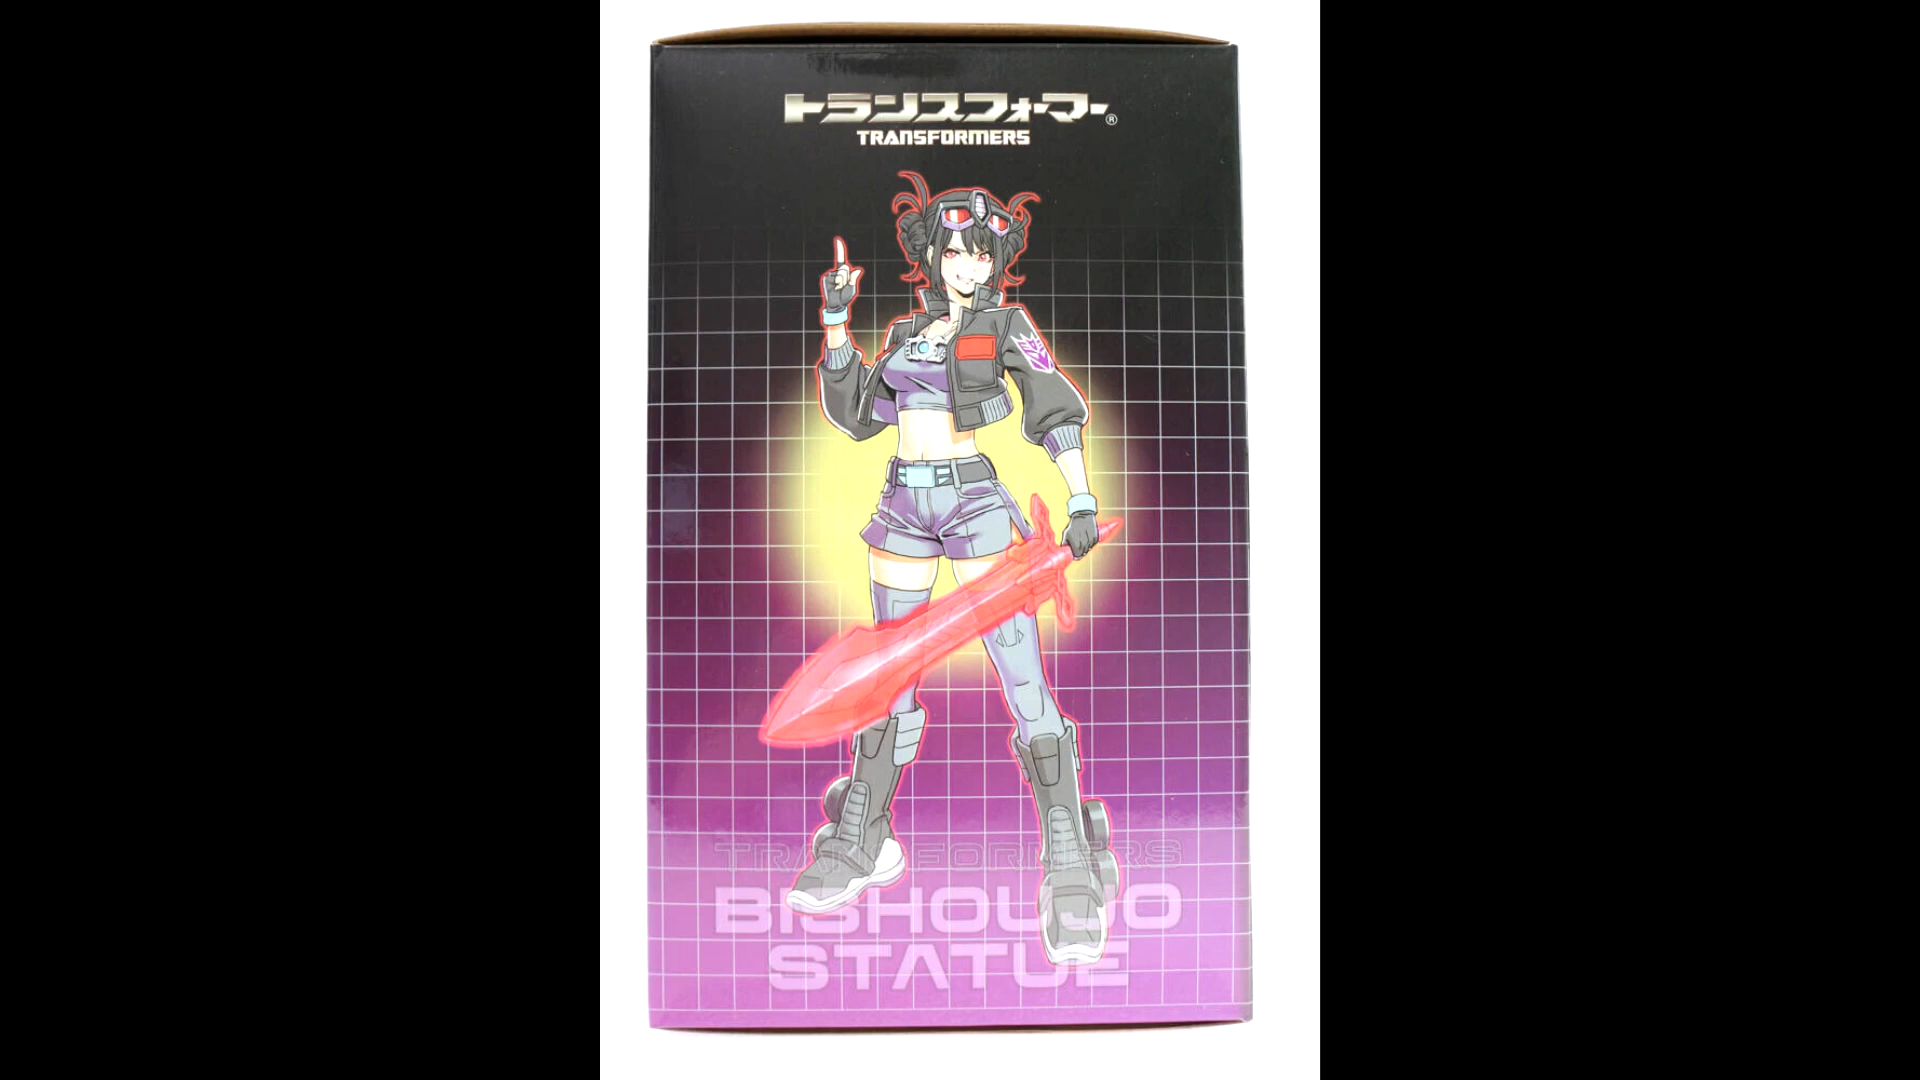 トランスフォーマー®
TRANSFORMERS
TRANSFORMERS
BISHOUJO
STATUE